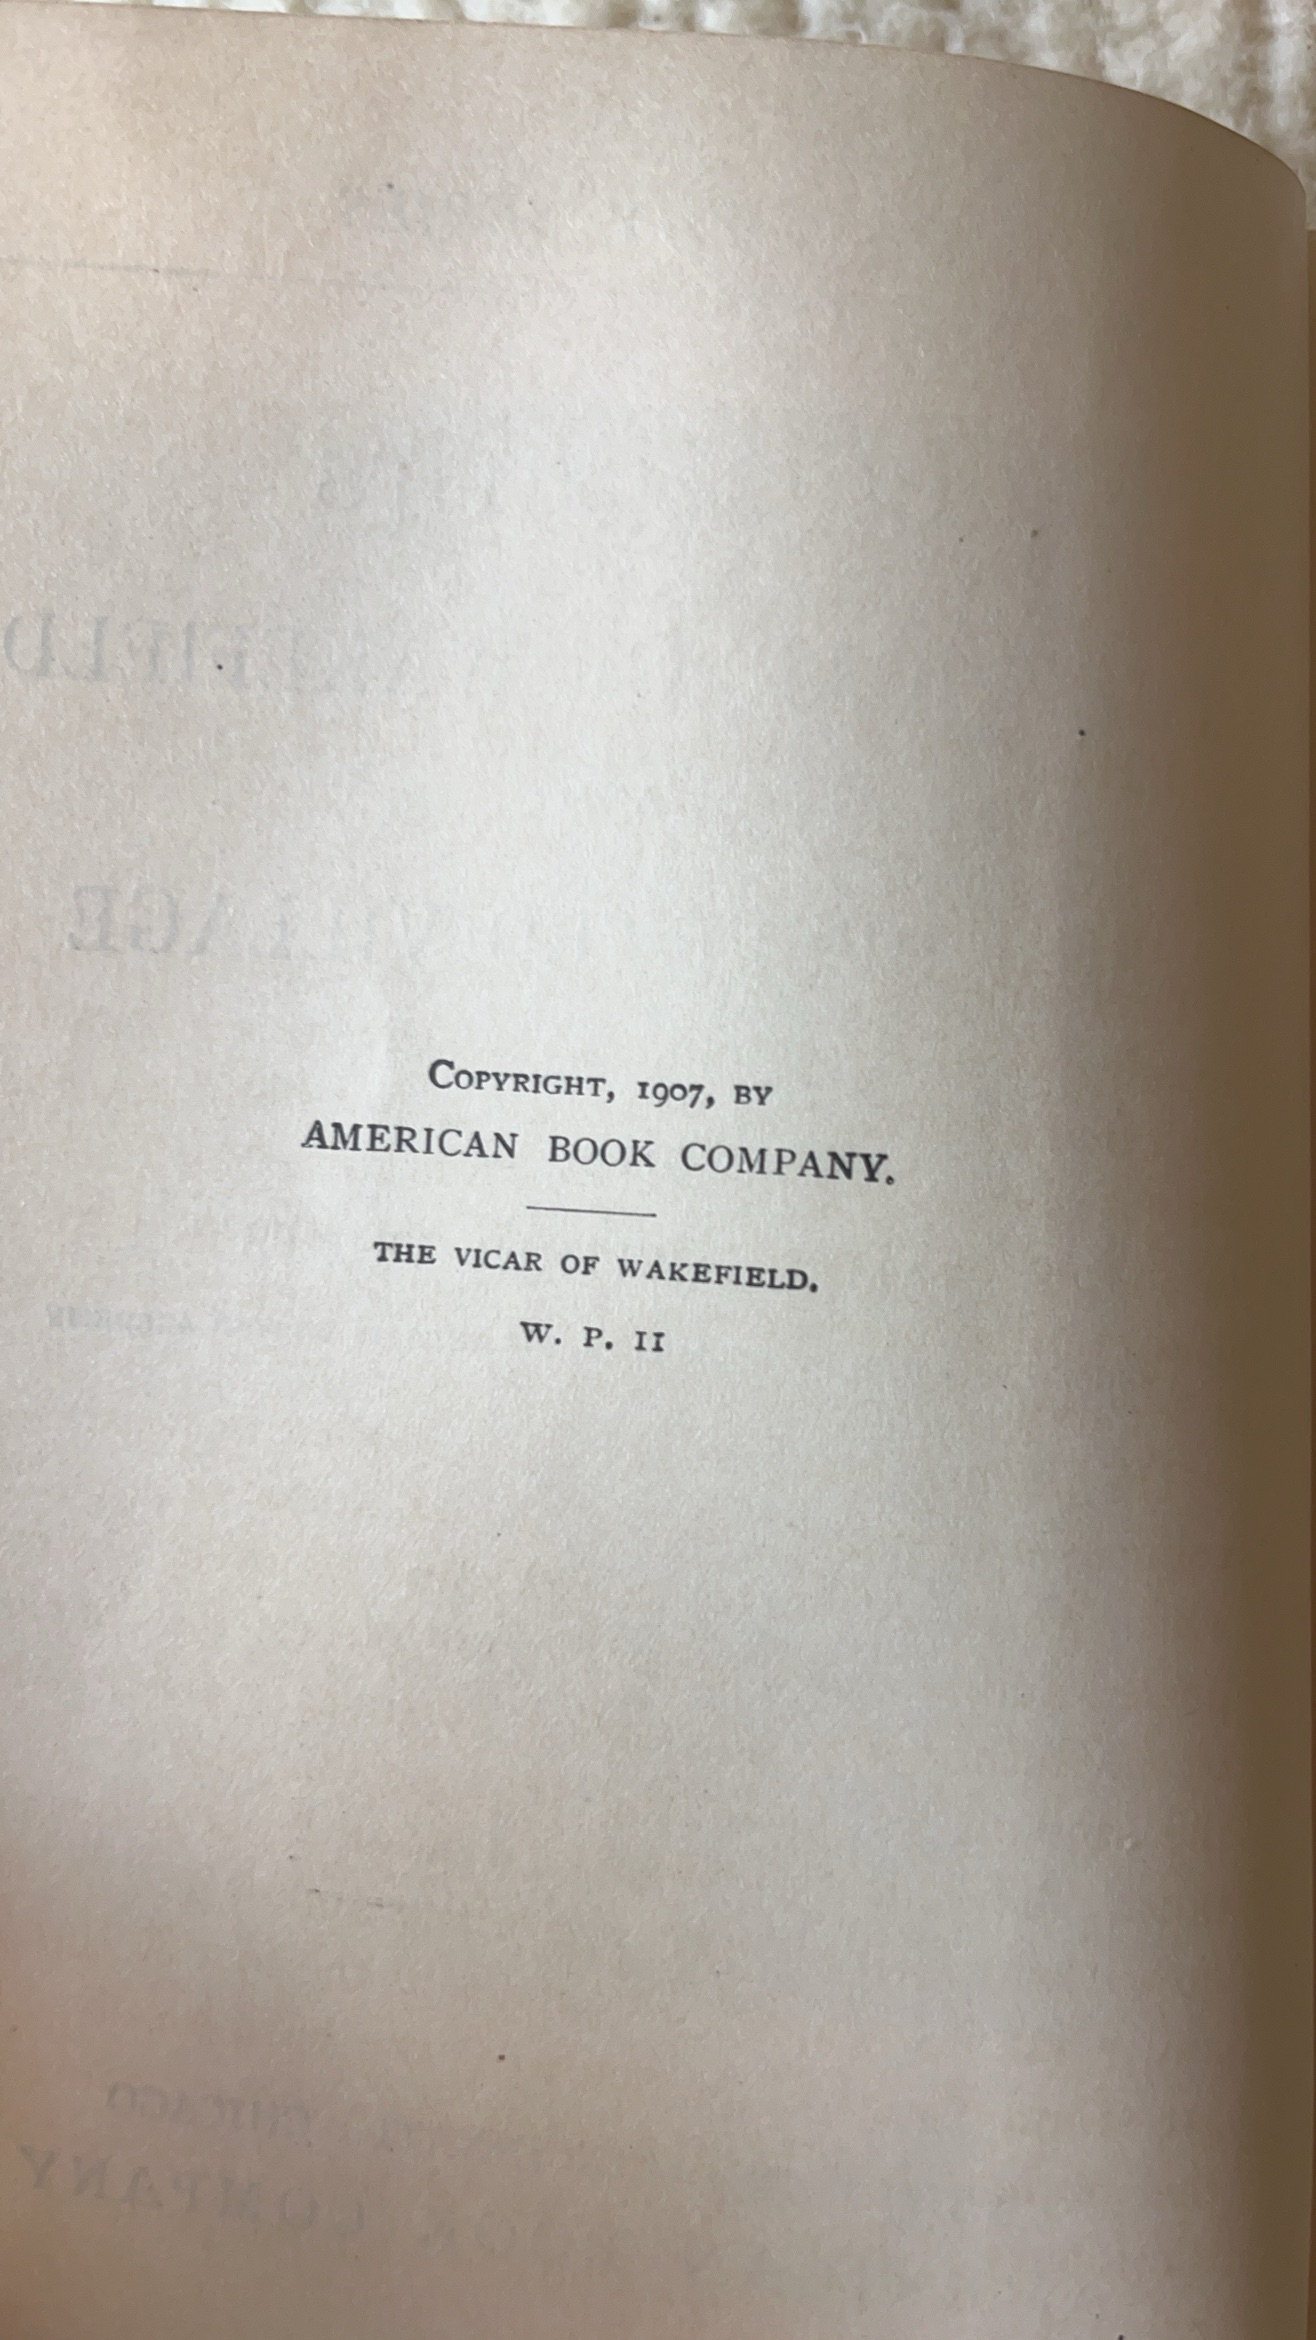 COPYRIGHT, 1907, BY
AMERICAN BOOK COMPANY.
THE VICAR OF WAKEFIELD.
W. P. II